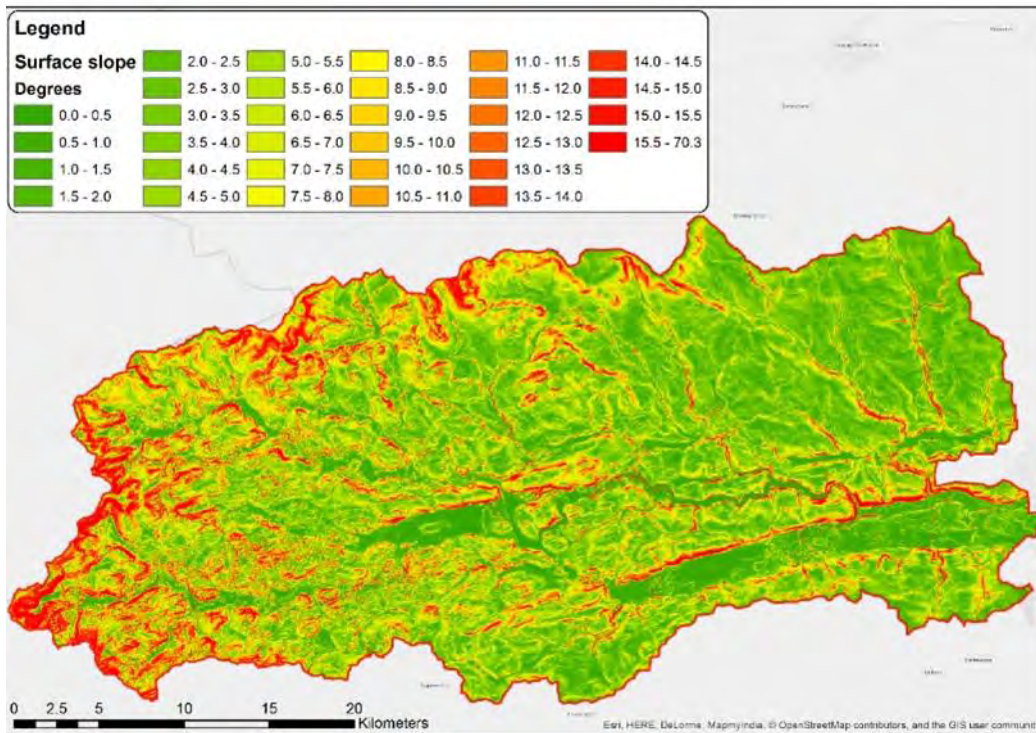 Legend
Surface slope
Degrees
0.0 - 0.5
0.5 - 1.0
1.0 - 1.5
1.5 - 2.0
2.0 - 2.5
2.5 - 3.0
3.0 - 3.5
3.5 - 4.0
4.0 - 4.5
4.5 - 5.0
5.0 - 5.5
5.5 - 6.0
6.0 - 6.5
6.5 - 7.0
7.0 - 7.5
7.5 - 8.0
8.0 - 8.5
8.5 - 9.0
9.0 - 9.5
9.5 - 10.0
10.0 - 10.5
10.5 - 11.0
11.0 - 11.5
11.5 - 12.0
12.0 - 12.5
12.5 - 13.0
13.0 - 13.5
13.5 - 14.0
14.0 - 14.5
14.5 - 15.0
15.0 - 15.5
15.5 - 70.3
0 2.5 5 10 15 20
Kilometers
Esri, HERE, DeLorme, MapmyIndia, © OpenStreetMap contributors, and the GIS user communit